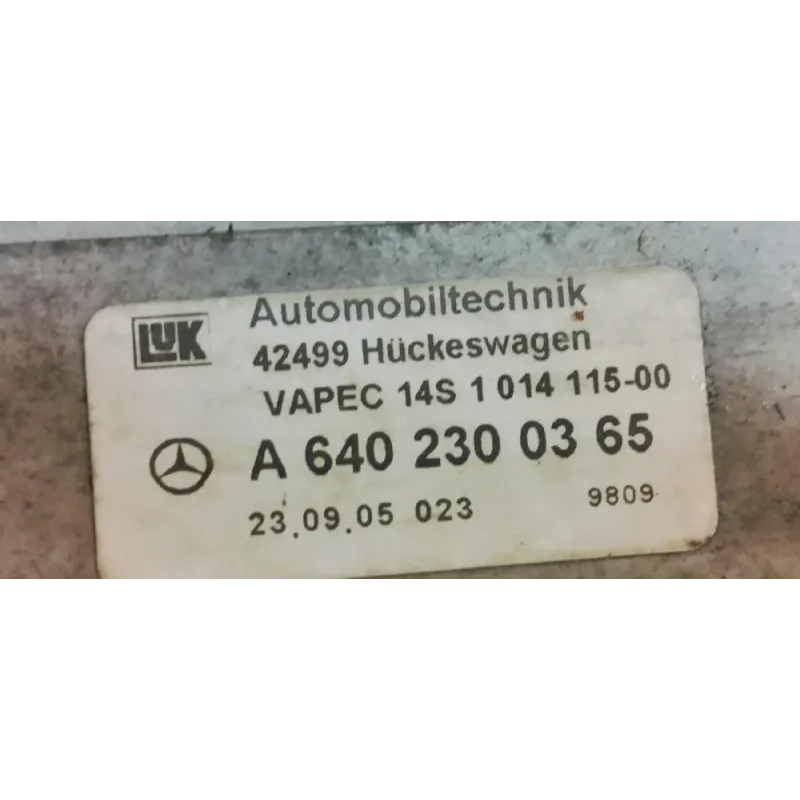 LUK
Automobiltechnik
42499 Hückeswagen
VAPEC 14S 1 014 115-00
A 640 230 03 65
23.09.05 023 9809